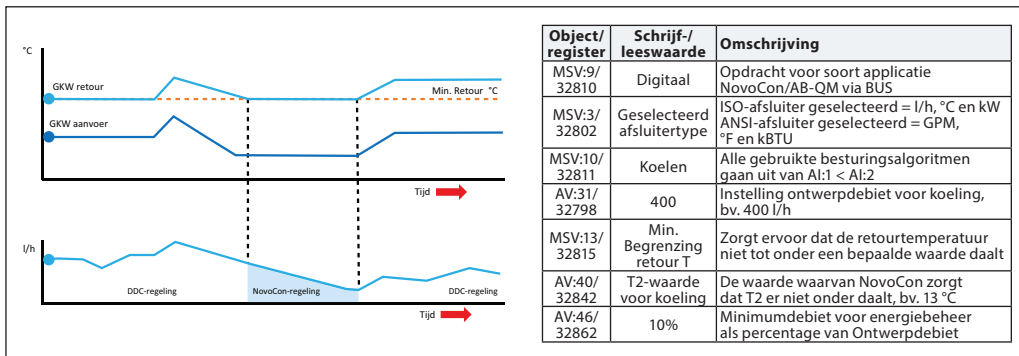 °C
GKW retour
Min. Retour °C
GKW aanvoer
Tijd
l/h
DDC-regeling
NovoCon-regeling
DDC-regeling
Tijd
Object/ register
Schrijf-/ leeswaarde
Omschrijving
MSV:9/ 32810
Digitaal
Opdracht voor soort applicatie
NovoCon/AB-QM via BUS
MSV:3/ 32802
Geselecteerd afsluitertype
ISO-afsluiter geselecteerd = l/h, °C en kW
ANSI-afsluiter geselecteerd = GPM,
°F en kBTU
MSV:10/ 32811
Koelen
Alle gebruikte besturingsalgoritmen
gaan uit van AI:1 < AI:2
AV:31/ 32798
400
Instelling ontwerpdebiet voor koeling,
bv. 400 l/h
MSV:13/ 32815
Min. Begrenzing retour T
Zorgt ervoor dat de retourtemperatuur
niet tot onder een bepaalde waarde daalt
AV:40/ 32842
T2-waarde voor koeling
De waarde waarvan NovoCon zorgt
dat T2 er niet onder daalt, bv. 13 °C
AV:46/ 32862
10%
Minimumdebiet voor energiebeheer
als percentage van Ontwerpdebiet